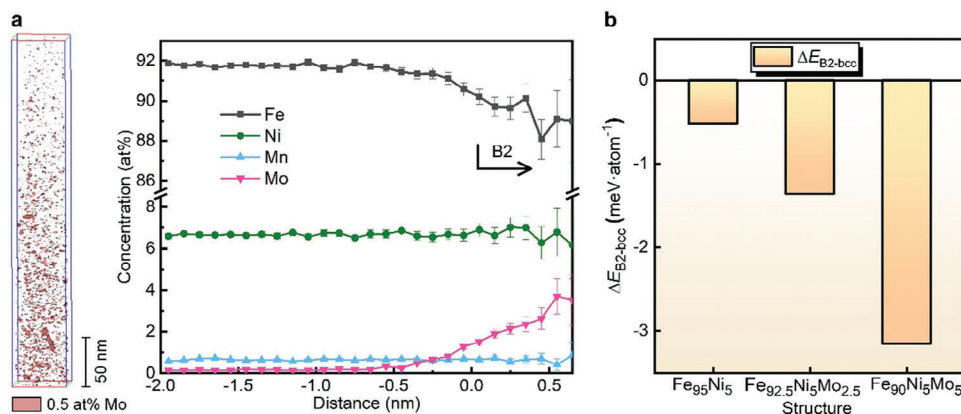 a
50 nm
0.5 at% Mo
Concentration (at%)
92
90
88
86
8
6
4
2
0
Fe
Ni
Mn
Mo
B2
-2.0 -1.5 -1.0 -0.5 0.0 0.5
Distance (nm)
b
ΔE_B2-bcc
ΔE_B2-bcc (meV·atom⁻¹)
0
-1
-2
-3
Fe₉₅Ni₅ Fe₉₂.₅Ni₅Mo₂.₅ Fe₉₀Ni₅Mo₅
Structure